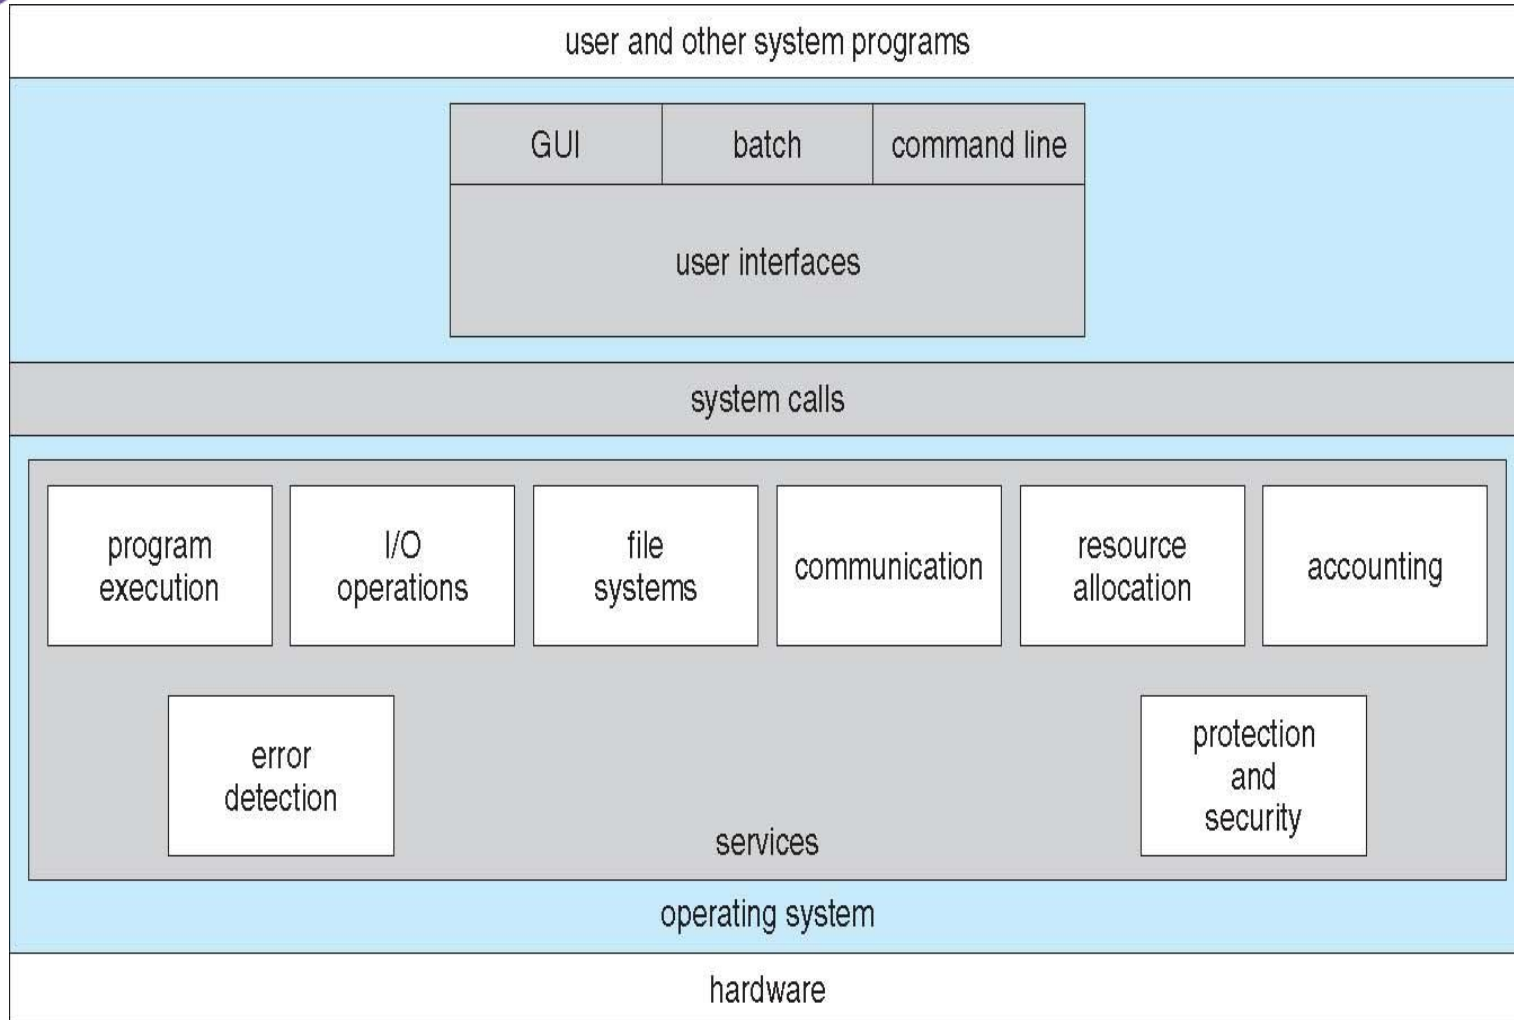 user and other system programs
GUI
batch
command line
user interfaces
system calls
program
execution
I/O
operations
file
systems
communication
resource
allocation
accounting
error
detection
protection
and
security
services
operating system
hardware